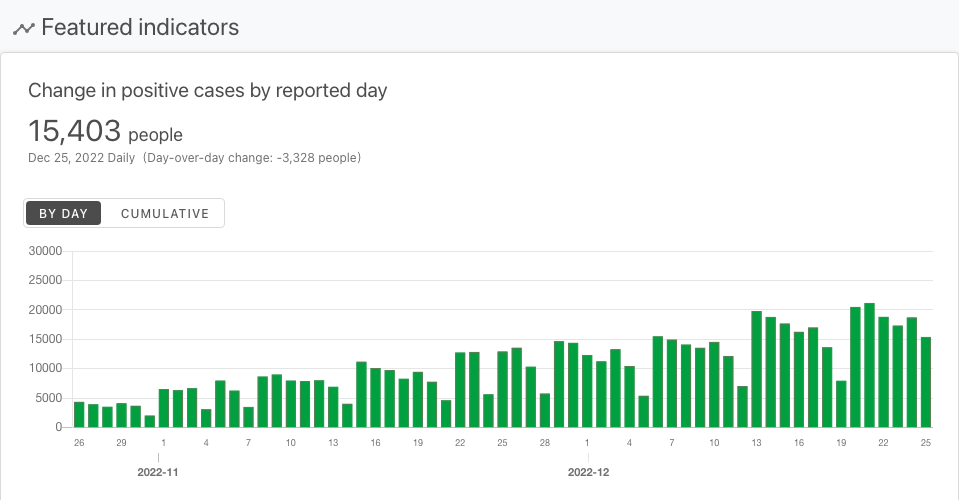 Featured indicators
Change in positive cases by reported day
15,403 people
Dec 25, 2022 Daily (Day-over-day change: -3,328 people)
BY DAY CUMULATIVE
30000
25000
20000
15000
10000
5000
0
26 29 1 4 7 10 13 16 19 22 25 28 1 4 7 10 13 16 19 22 25
2022-11 2022-12